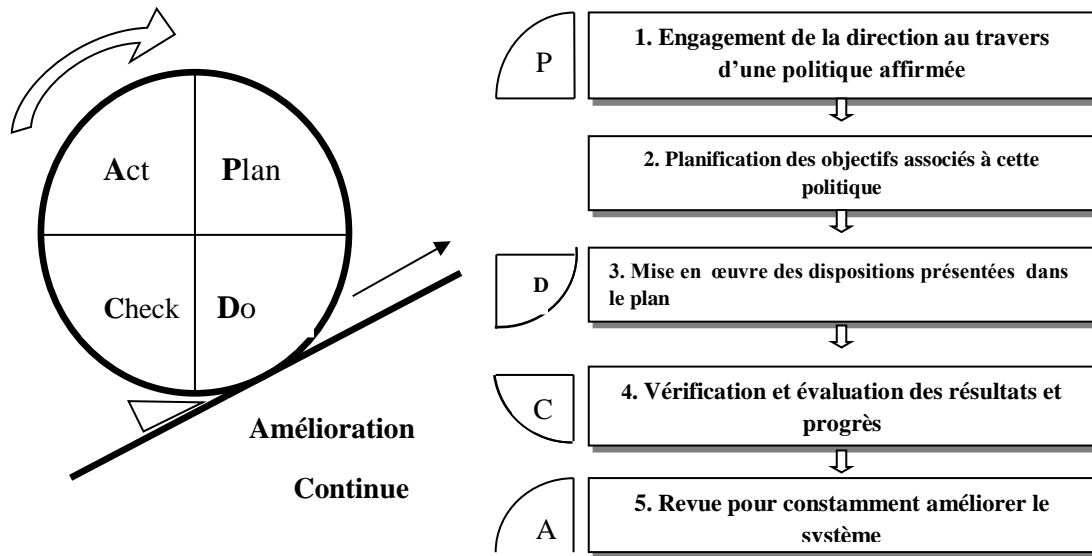 Act
Plan
Check
Do
Amélioration
Continue
P
1. Engagement de la direction au travers
d’une politique affirmée
2. Planification des objectifs associés à cette
politique
D
3. Mise en œuvre des dispositions présentées dans
le plan
C
4. Vérification et évaluation des résultats et
progrès
A
5. Revue pour constamment améliorer le
système